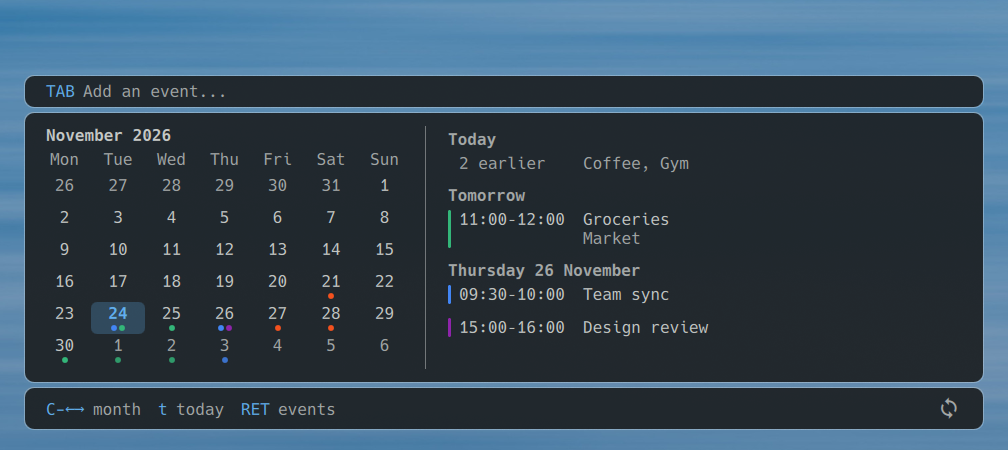 TAB Add an event...
November 2026
Mon Tue Wed Thu Fri Sat Sun
26 27 28 29 30 31 1
2 3 4 5 6 7 8
9 10 11 12 13 14 15
16 17 18 19 20 21 22
23 24 25 26 27 28 29
30 1 2 3 4 5 6
Today
2 earlier Coffee, Gym
Tomorrow
11:00-12:00 Groceries
Market
Thursday 26 November
09:30-10:00 Team sync
15:00-16:00 Design review
C-←→ month t today RET events